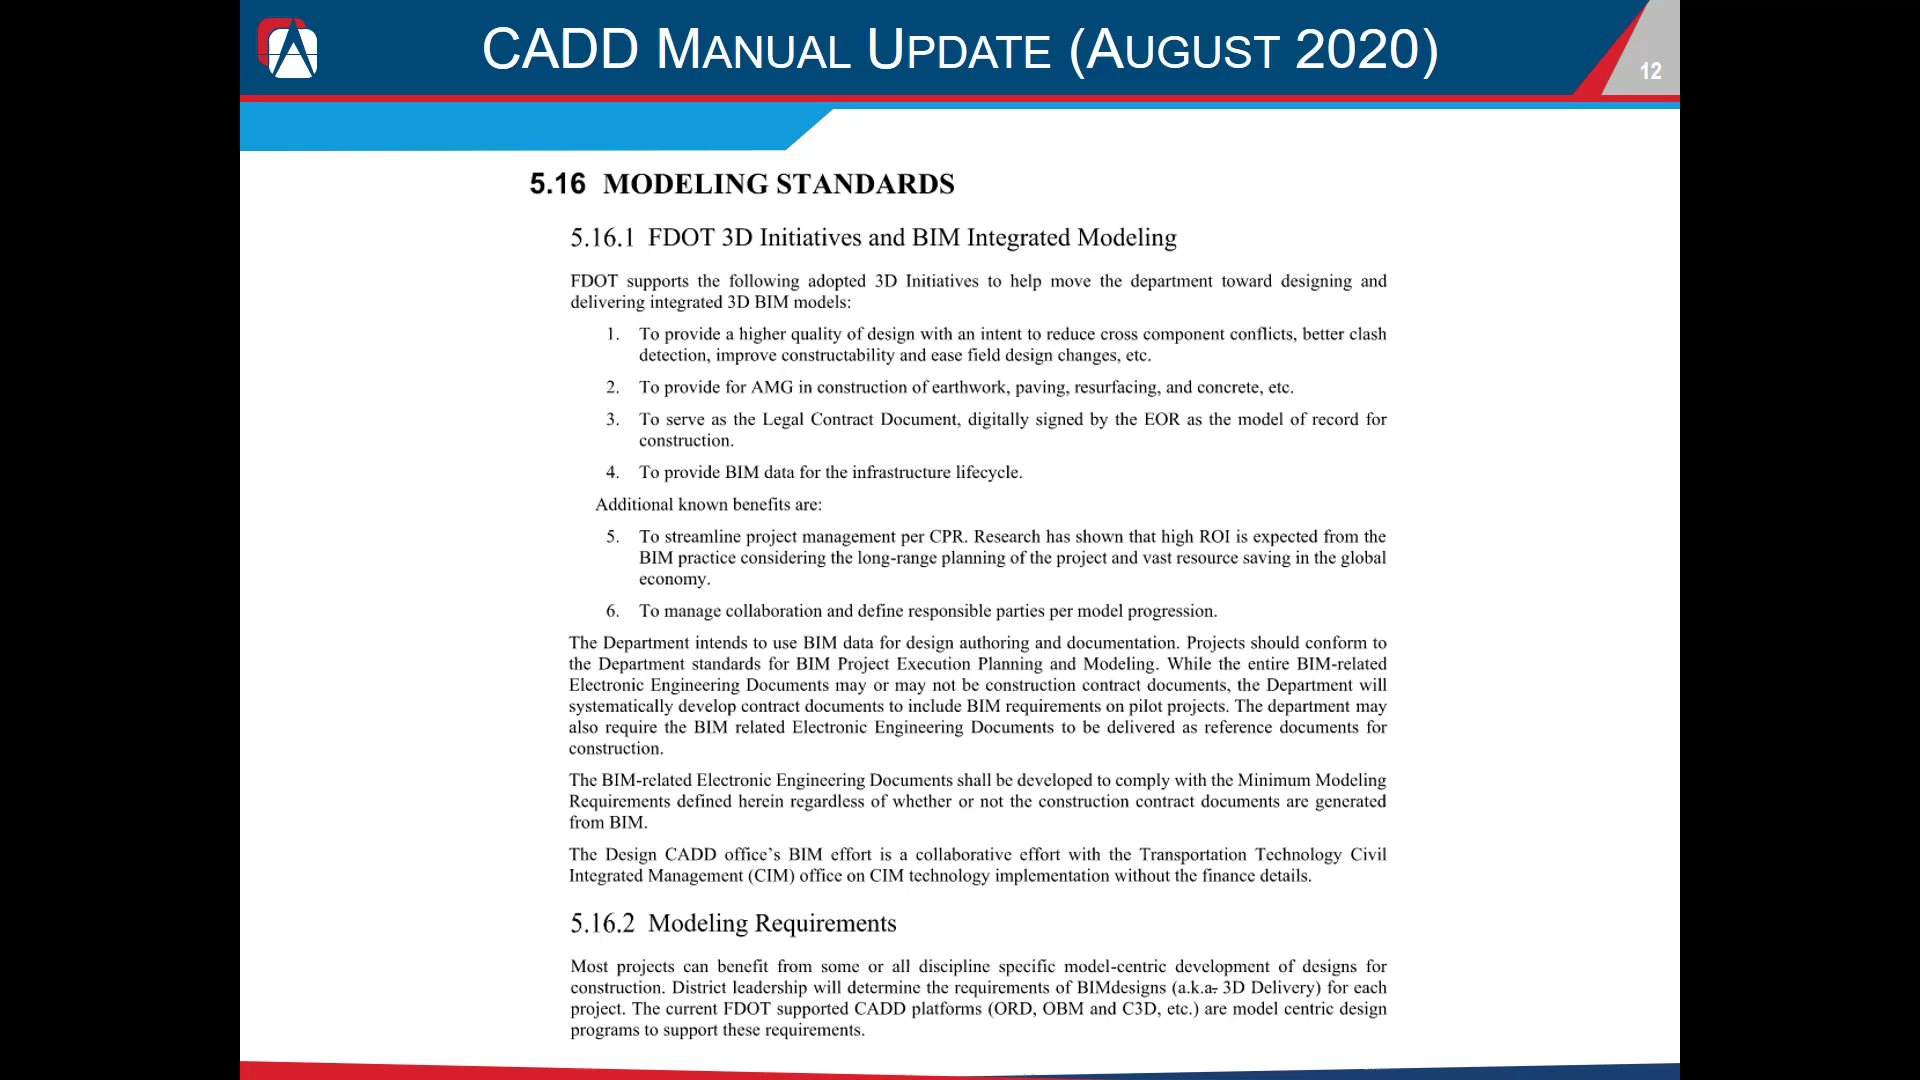 CADD MANUAL UPDATE (AUGUST 2020)
12
5.16 MODELING STANDARDS
5.16.1 FDOT 3D Initiatives and BIM Integrated Modeling
FDOT supports the following adopted 3D Initiatives to help move the department toward designing and
delivering integrated 3D BIM models:
1. To provide a higher quality of design with an intent to reduce cross component conflicts, better clash
detection, improve constructability and ease field design changes, etc.
2. To provide for AMG in construction of earthwork, paving, resurfacing, and concrete, etc.
3. To serve as the Legal Contract Document, digitally signed by the EOR as the model of record for
construction.
4. To provide BIM data for the infrastructure lifecycle.
Additional known benefits are:
5. To streamline project management per CPR. Research has shown that high ROI is expected from the
BIM practice considering the long-range planning of the project and vast resource saving in the global
economy.
6. To manage collaboration and define responsible parties per model progression.
The Department intends to use BIM data for design authoring and documentation. Projects should conform to
the Department standards for BIM Project Execution Planning and Modeling. While the entire BIM-related
Electronic Engineering Documents may or may not be construction contract documents, the Department will
systematically develop contract documents to include BIM requirements on pilot projects. The department may
also require the BIM related Electronic Engineering Documents to be delivered as reference documents for
construction.
The BIM-related Electronic Engineering Documents shall be developed to comply with the Minimum Modeling
Requirements defined herein regardless of whether or not the construction contract documents are generated
from BIM.
The Design CADD office's BIM effort is a collaborative effort with the Transportation Technology Civil
Integrated Management (CIM) office on CIM technology implementation without the finance details.
5.16.2 Modeling Requirements
Most projects can benefit from some or all discipline specific model-centric development of designs for
construction. District leadership will determine the requirements of BIMdesigns (a.k.a. 3D Delivery) for each
project. The current FDOT supported CADD platforms (ORD, OBM and C3D, etc.) are model centric design
programs to support these requirements.